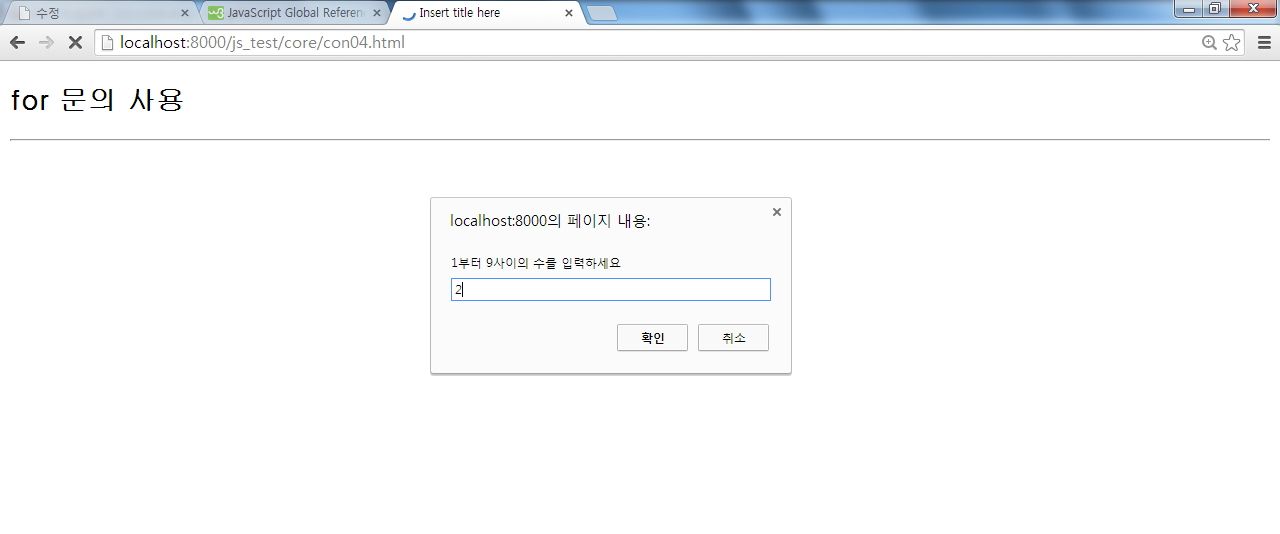 수정
JavaScript Global Referen
Insert title here
localhost:8000/js_test/core/con04.html
for 문의 사용
localhost:8000의 페이지 내용:
1부터 9사이의 수를 입력하세요
2
확인 취소